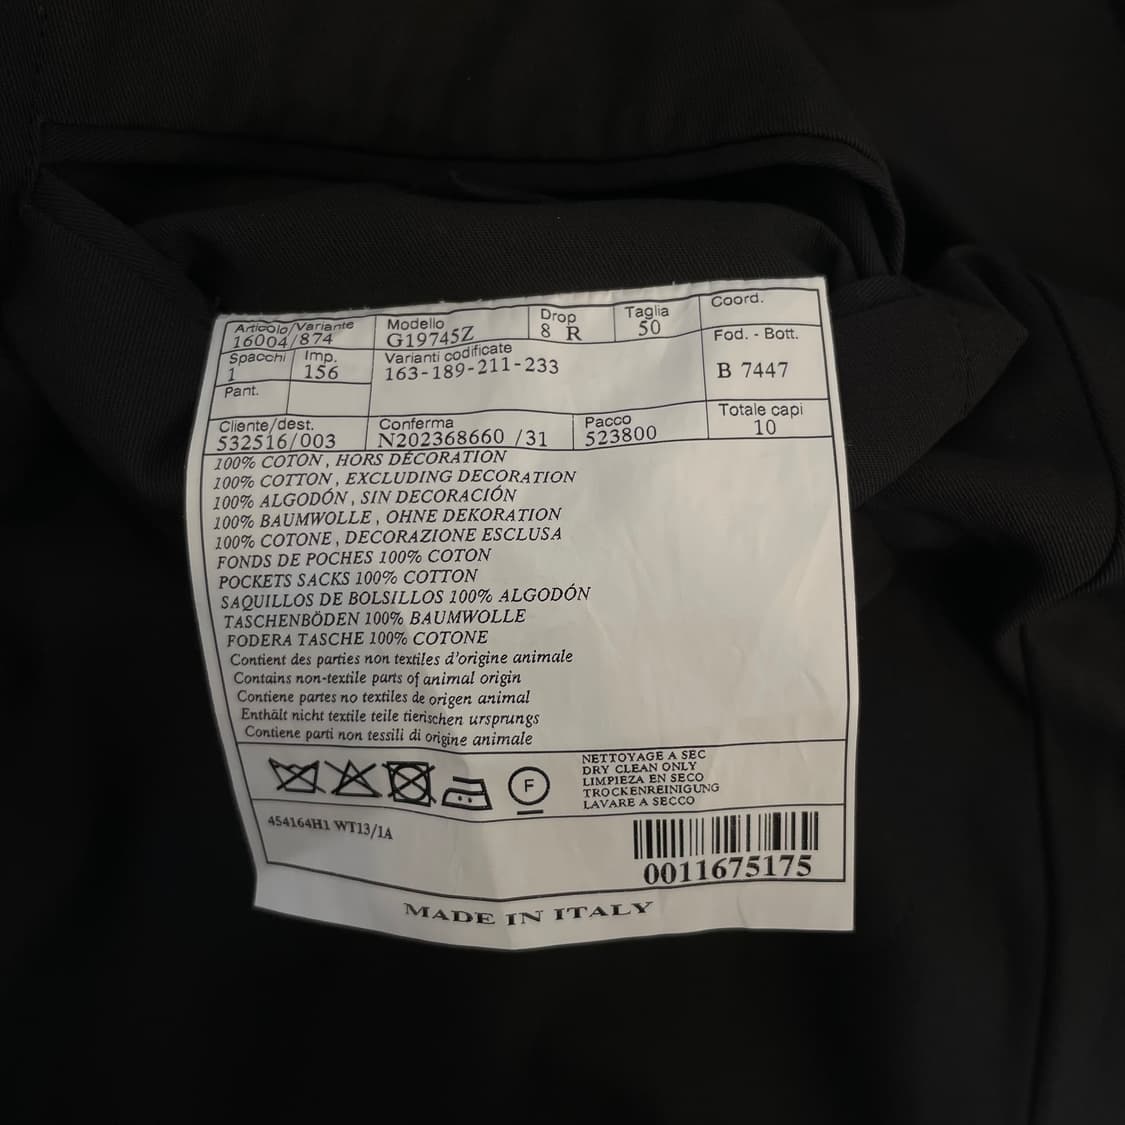 Articolo/Variante Modello Drop Taglia Coord.
16004/874 G19745Z 8 R 50
Spacchi Imp. Varianti codificate Fod. - Bott.
1 156 163-189-211-233 B 7447
Pant.
Cliente/dest. Conferma Pacco Totale capi
532516/003 N202368660 /31 523800 10
100% COTON, HORS DÉCORATION
100% COTTON, EXCLUDING DECORATION
100% ALGODÓN, SIN DECORACIÓN
100% BAUMWOLLE, OHNE DEKORATION
100% COTONE, DECORAZIONE ESCLUSA
FONDS DE POCHES 100% COTON
POCKETS SACKS 100% COTTON
SAQUILLOS DE BOLSILLOS 100% ALGODÓN
TASCHENBÖDEN 100% BAUMWOLLE
FODERA TASCHE 100% COTONE
Contient des parties non textiles d'origine animale
Contains non-textile parts of animal origin
Contiene partes no textiles de origen animal
Enthält nicht textile teile tierischen ursprungs
Contiene parti non tessili di origine animale
F
NETTOYAGE A SEC
DRY CLEAN ONLY
LIMPIEZA EN SECO
TROCKENREINIGUNG
LAVARE A SECCO
454164H1 WT13/1A
0011675175
MADE IN ITALY